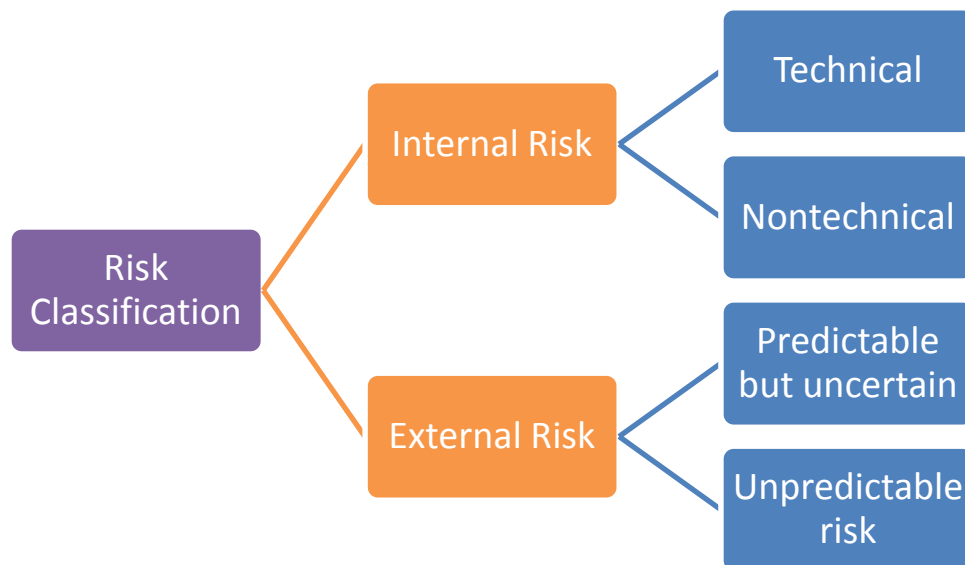 Risk
Classification
Internal Risk
Technical
Nontechnical
External Risk
Predictable
but uncertain
Unpredictable
risk